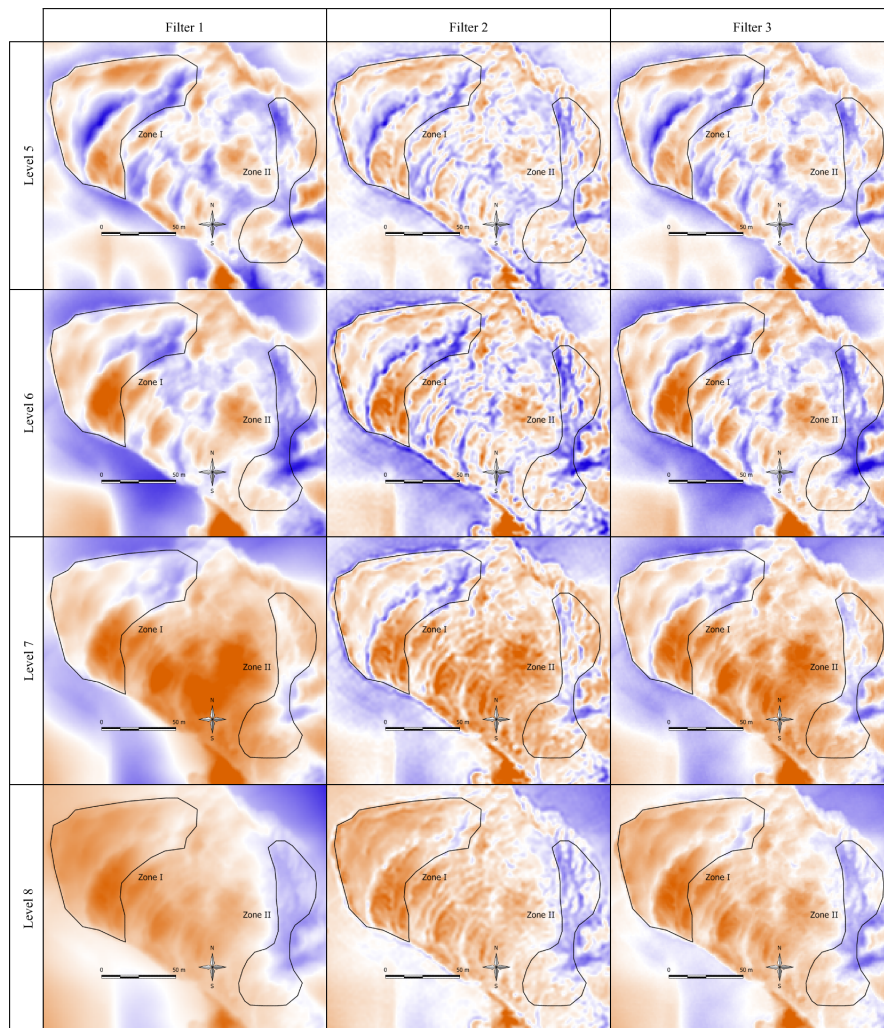 Filter 1 Filter 2 Filter 3
Level 5
Zone I
Zone II
N
S
0 50 m
Zone I
Zone II
N
S
0 50 m
Zone I
Zone II
N
S
0 50 m
Level 6
Zone I
Zone II
N
S
0 50 m
Zone I
Zone II
N
S
0 50 m
Zone I
Zone II
N
S
0 50 m
Level 7
Zone I
Zone II
N
S
0 50 m
Zone I
Zone II
N
S
0 50 m
Zone I
Zone II
N
S
0 50 m
Level 8
Zone I
Zone II
N
S
0 50 m
Zone I
Zone II
N
S
0 50 m
Zone I
Zone II
N
S
0 50 m